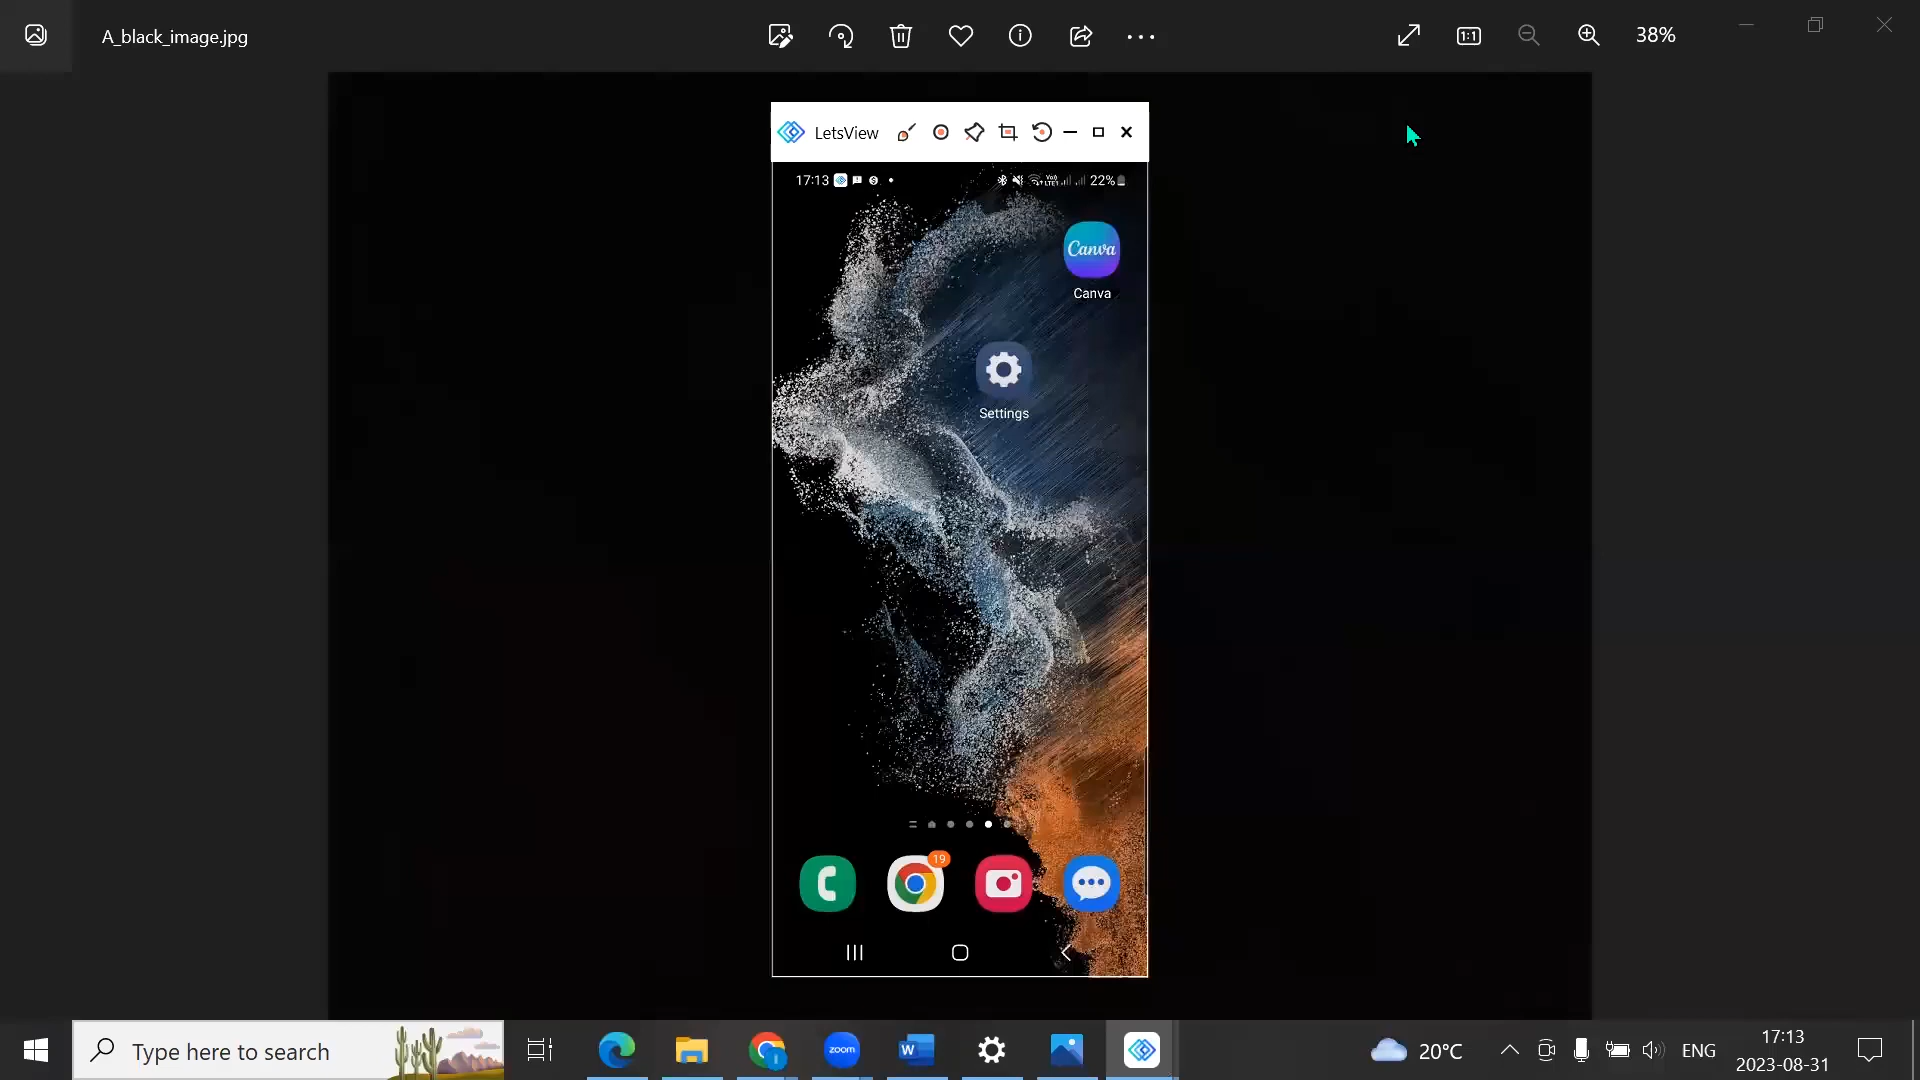 A_black_image.jpg
38%
LetsView
17:13
22%
Canva
Canva
Settings
19
Type here to search
zoom
W
20°C
ENG
17:13
2023-08-31